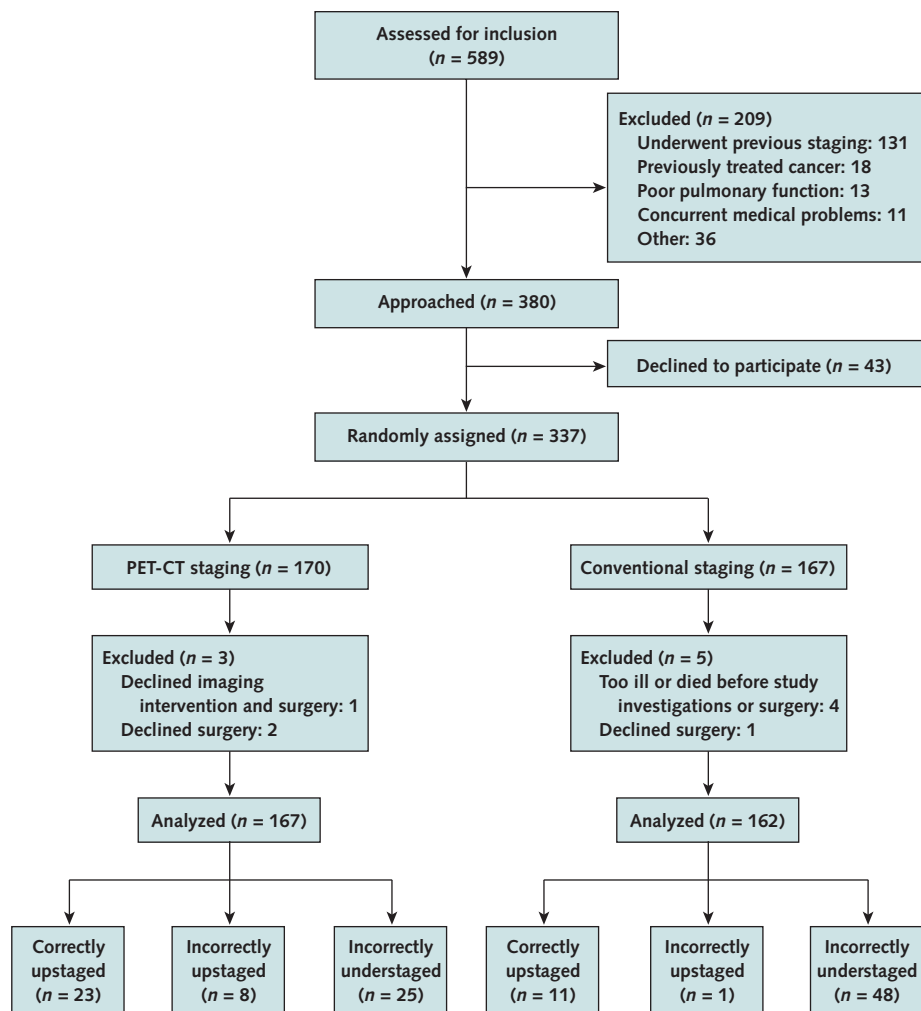 Assessed for inclusion
(n = 589)
Excluded (n = 209)
Underwent previous staging: 131
Previously treated cancer: 18
Poor pulmonary function: 13
Concurrent medical problems: 11
Other: 36
Approached (n = 380)
Declined to participate (n = 43)
Randomly assigned (n = 337)
PET-CT staging (n = 170)
Conventional staging (n = 167)
Excluded (n = 3)
Declined imaging
intervention and surgery: 1
Declined surgery: 2
Excluded (n = 5)
Too ill or died before study
investigations or surgery: 4
Declined surgery: 1
Analyzed (n = 167)
Analyzed (n = 162)
Correctly
upstaged
(n = 23)
Incorrectly
upstaged
(n = 8)
Incorrectly
understaged
(n = 25)
Correctly
upstaged
(n = 11)
Incorrectly
upstaged
(n = 1)
Incorrectly
understaged
(n = 48)